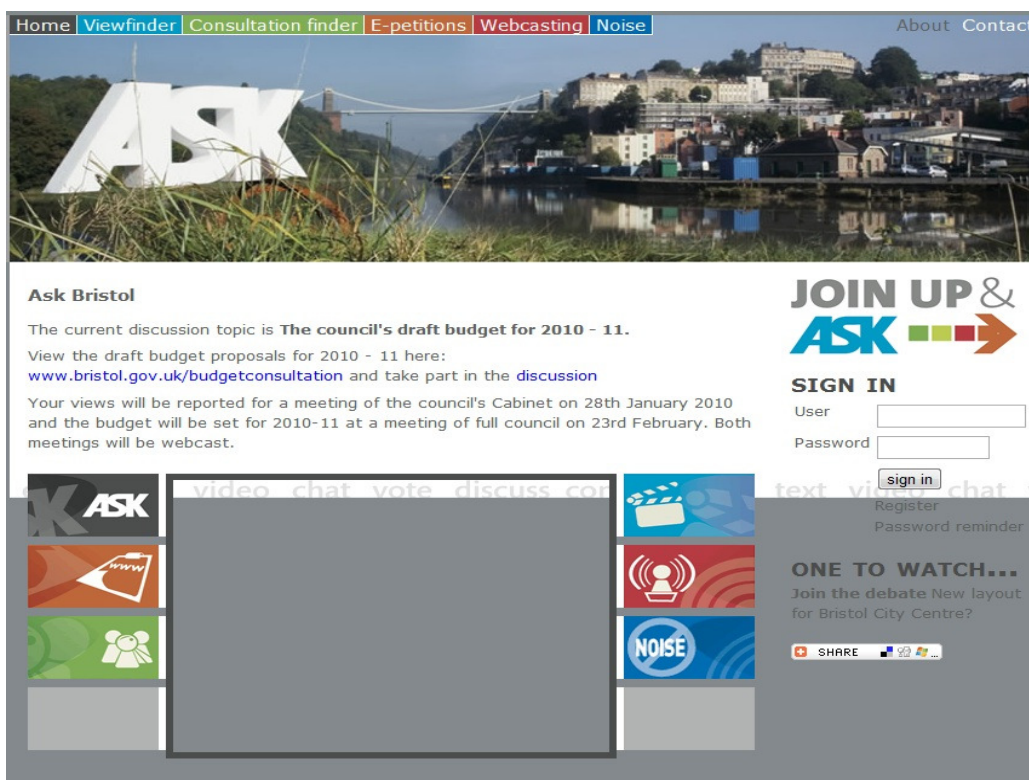 Home Viewfinder Consultation finder E-petitions Webcasting Noise About Contact
ASK
Ask Bristol
The current discussion topic is The council's draft budget for 2010 - 11.
View the draft budget proposals for 2010 - 11 here:
www.bristol.gov.uk/budgetconsultation and take part in the discussion
Your views will be reported for a meeting of the council's Cabinet on 28th January 2010
and the budget will be set for 2010-11 at a meeting of full council on 23rd February. Both
meetings will be webcast.
JOIN UP &
ASK
SIGN IN
User
Password
sign in
Register
Password reminder
video chat vote discuss text video chat
ASK
www
NOISE
ONE TO WATCH...
Join the debate New layout
for Bristol City Centre?
SHARE ...